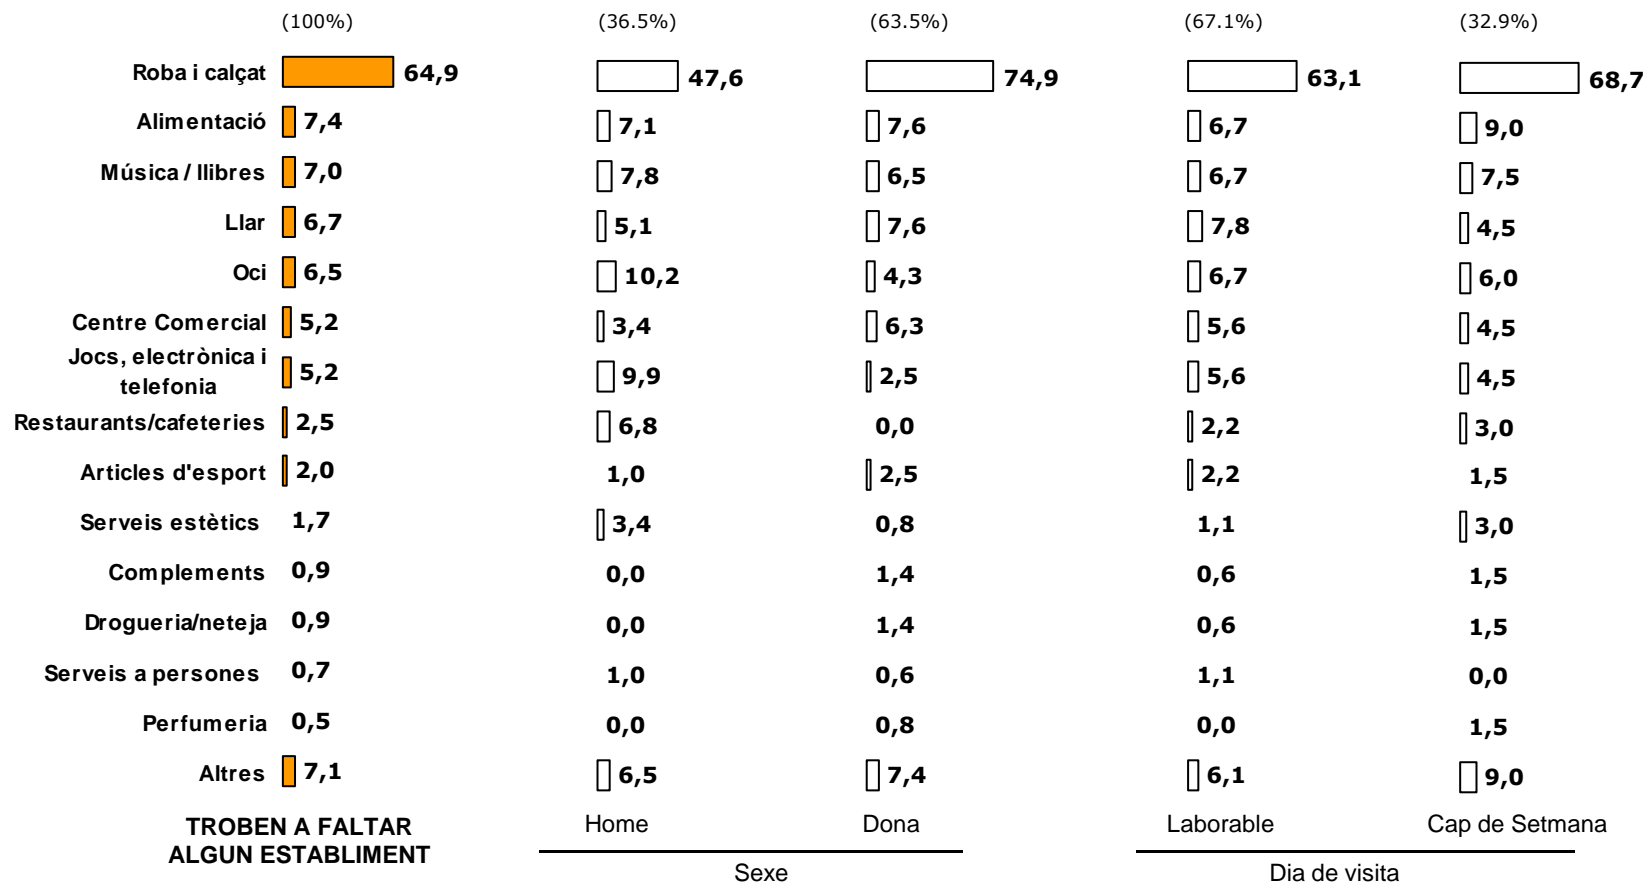 (100%) (36.5%) (63.5%) (67.1%) (32.9%)
Roba i calçat 64,9 47,6 74,9 63,1 68,7
Alimentació 7,4 7,1 7,6 6,7 9,0
Música / llibres 7,0 7,8 6,5 6,7 7,5
Llar 6,7 5,1 7,6 7,8 4,5
Oci 6,5 10,2 4,3 6,7 6,0
Centre Comercial 5,2 3,4 6,3 5,6 4,5
Jocs, electrònica i
telefonia 5,2 9,9 2,5 5,6 4,5
Restaurants/cafeteries 2,5 6,8 0,0 2,2 3,0
Articles d'esport 2,0 1,0 2,5 2,2 1,5
Serveis estètics 1,7 3,4 0,8 1,1 3,0
Complements 0,9 0,0 1,4 0,6 1,5
Drogueria/neteja 0,9 0,0 1,4 0,6 1,5
Serveis a persones 0,7 1,0 0,6 1,1 0,0
Perfumeria 0,5 0,0 0,8 0,0 1,5
Altres 7,1 6,5 7,4 6,1 9,0
TROBEN A FALTAR
ALGUN ESTABLIMENT
Home Dona Laborable Cap de Setmana
Sexe Dia de visita